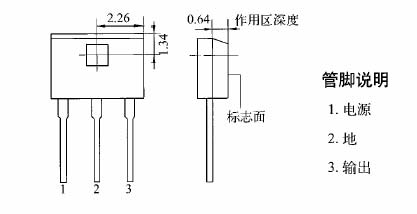 2.26
1.34
0.64
作用区深度
标志面
1
2
3
管脚说明
1. 电源
2. 地
3. 输出